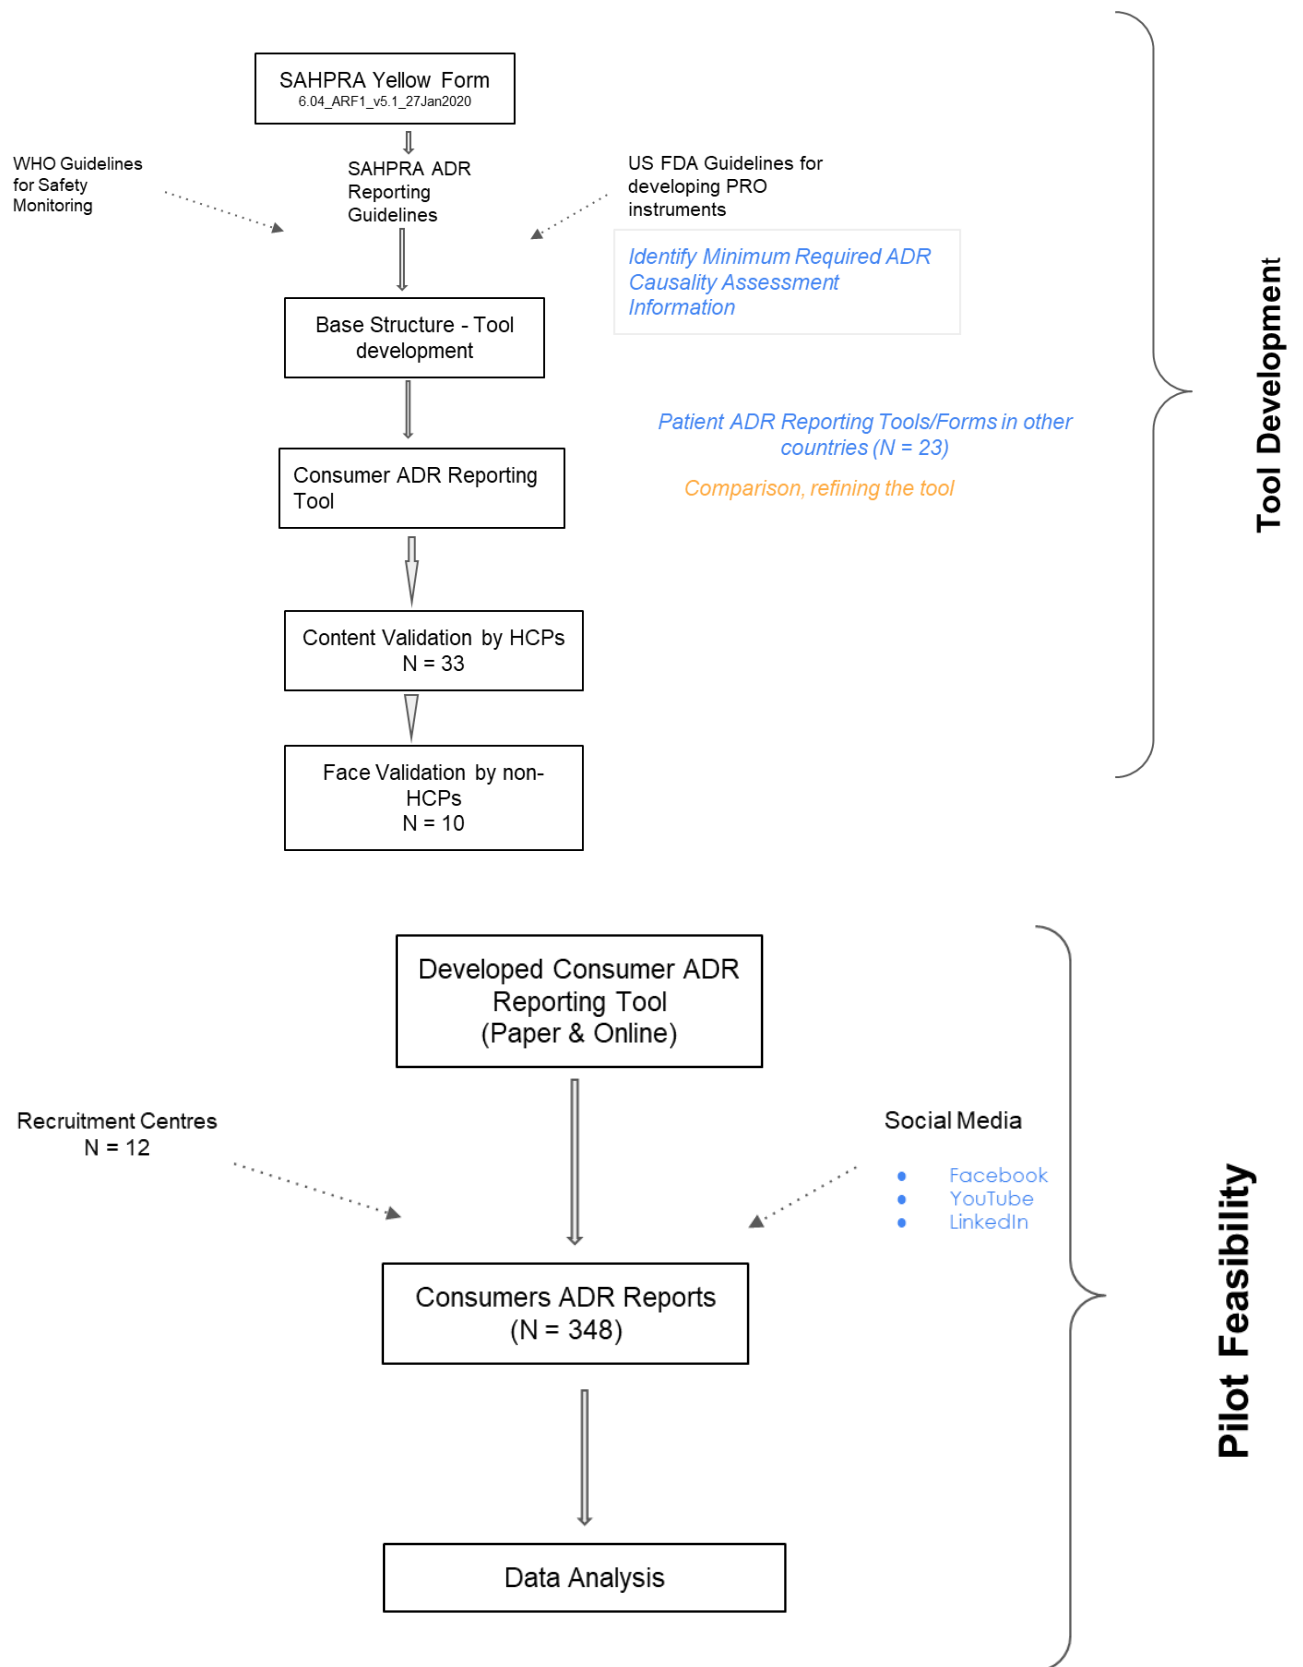 SAHPRA Yellow Form
6.04_ARF1_v5.1_27Jan2020
WHO Guidelines
for Safety
Monitoring
SAHPRA ADR
Reporting
Guidelines
US FDA Guidelines for
developing PRO
instruments
Identify Minimum Required ADR
Causality Assessment
Information
Base Structure - Tool
development
Patient ADR Reporting Tools/Forms in other
countries (N = 23)
Comparison, refining the tool
Consumer ADR Reporting
Tool
Content Validation by HCPs
N = 33
Face Validation by non-
HCPs
N = 10
Tool Development
Developed Consumer ADR
Reporting Tool
(Paper & Online)
Recruitment Centres
N = 12
Social Media
● Facebook
● YouTube
● LinkedIn
Consumers ADR Reports
(N = 348)
Data Analysis
Pilot Feasibility